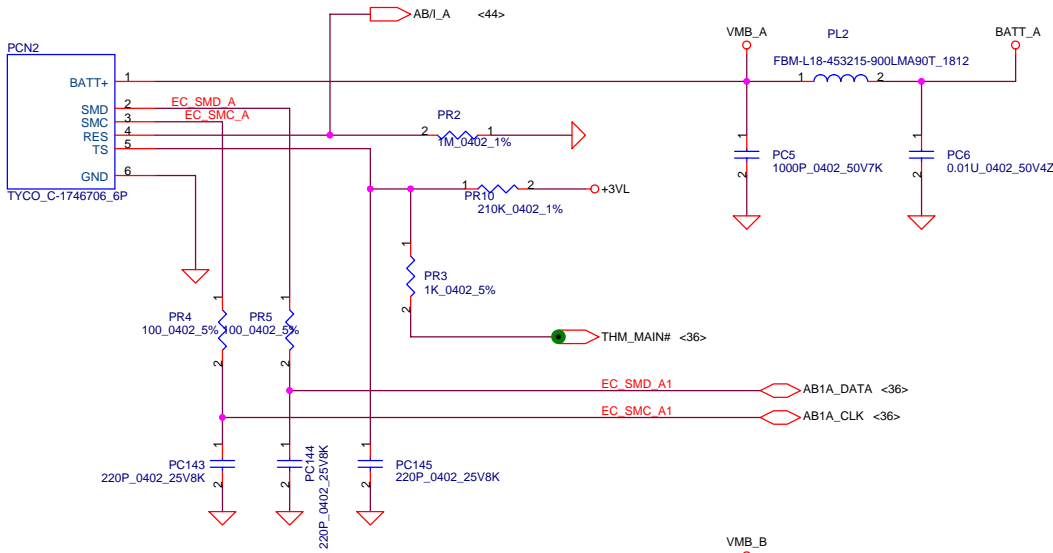 AB/I_A <44>
PCN2
VMB_A
PL2
BATT_A
FBM-L18-453215-900LMA90T_1812
BATT+ 1
1 2
SMD 2 EC_SMD_A
SMC 3 EC_SMC_A
RES 4
TS 5
GND 6
TYCO_C-1746706_6P
PR2
2 1
1M_0402_1%
1 2
PR10
210K_0402_1%
+3VL
1
PC5
1000P_0402_50V7K
2
1
PC6
0.01U_0402_50V4Z
2
1
PR3
1K_0402_5%
2
1
PR4
100_0402_5%
2
1
PR5
100_0402_5%
2
THM_MAIN# <36>
EC_SMD_A1
AB1A_DATA <36>
EC_SMC_A1
AB1A_CLK <36>
1
PC143
220P_0402_25V8K
2
1
PC144
220P_0402_25V8K
2
1
PC145
220P_0402_25V8K
2
VMB_B